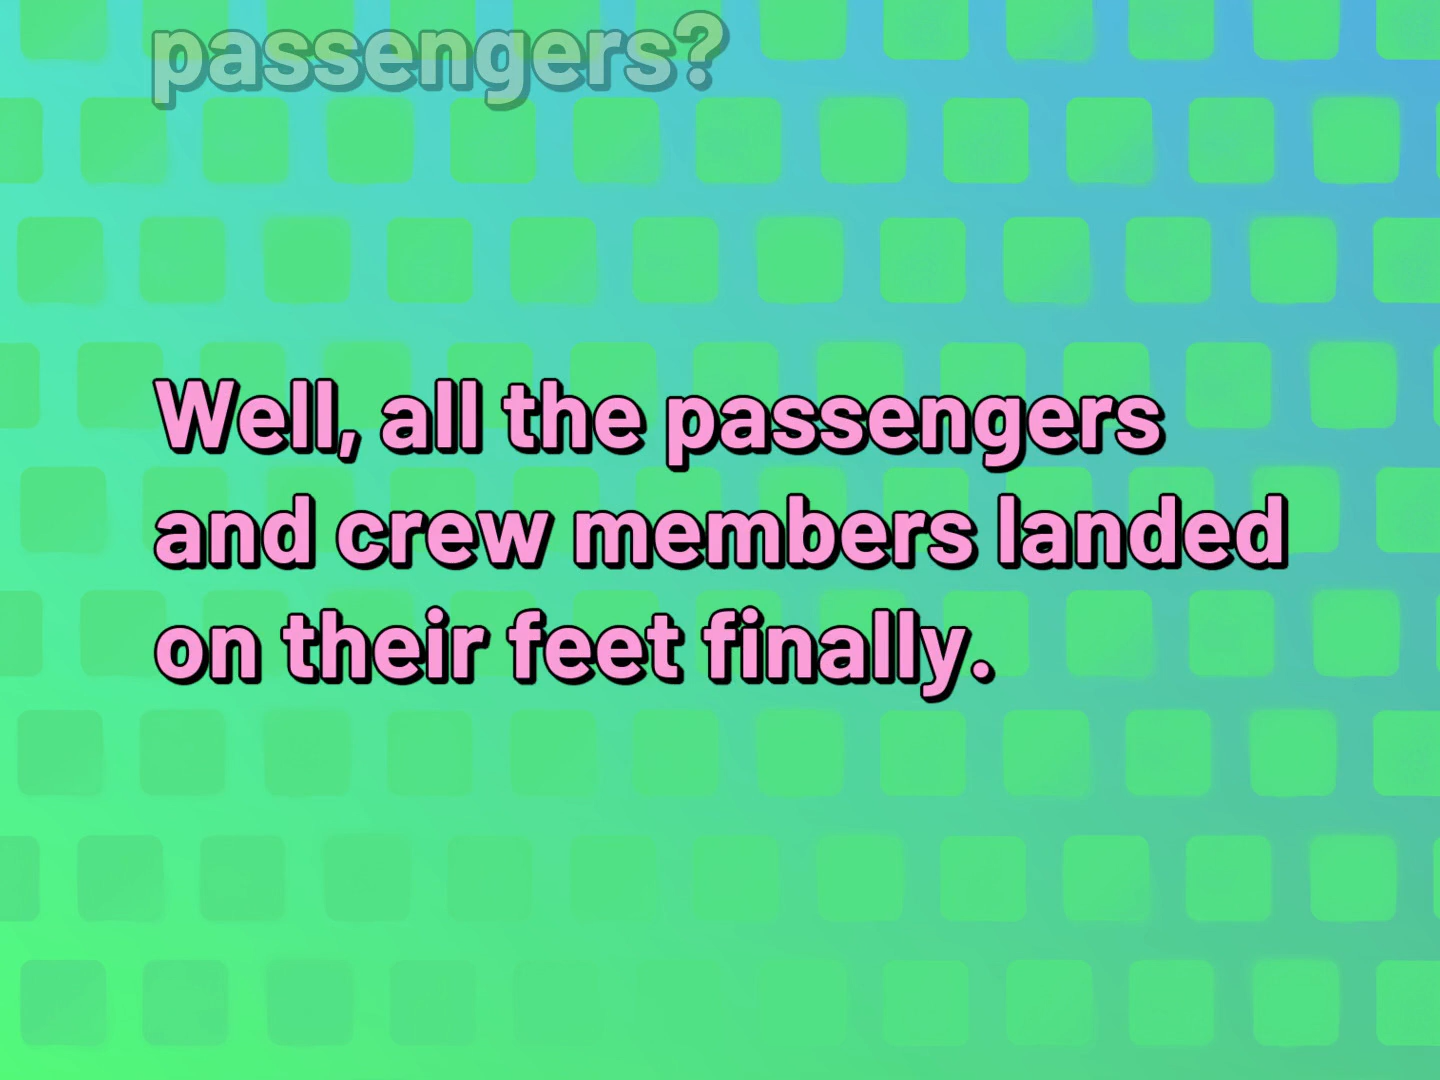 passengers?
Well, all the passengers
and crew members landed
on their feet finally.